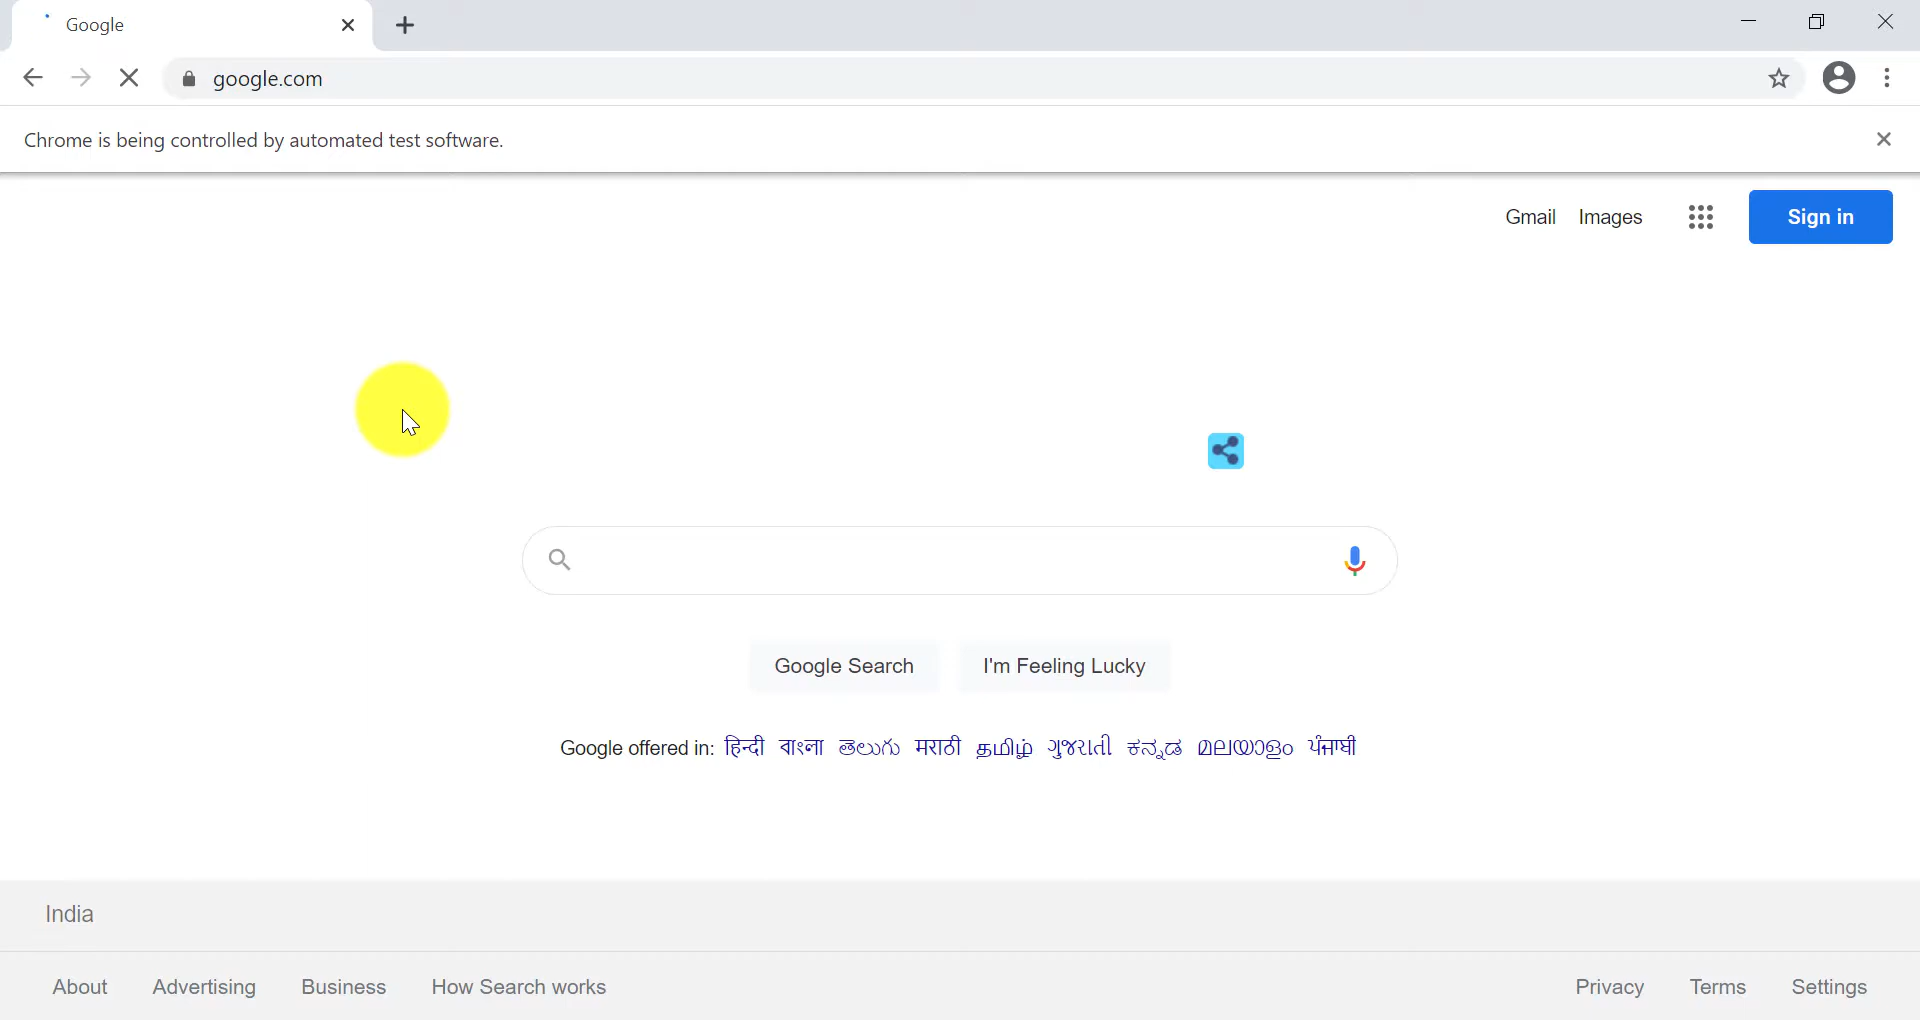 Google
google.com
Chrome is being controlled by automated test software.
Gmail Images Sign in
Google Search I'm Feeling Lucky
Google offered in: हिन्दी বাংলা తెలుగు मराठी தமிழ் ગુજરાતી ಕನ್ನಡ മലയാളം ਪੰਜਾਬੀ
India
About Advertising Business How Search works Privacy Terms Settings